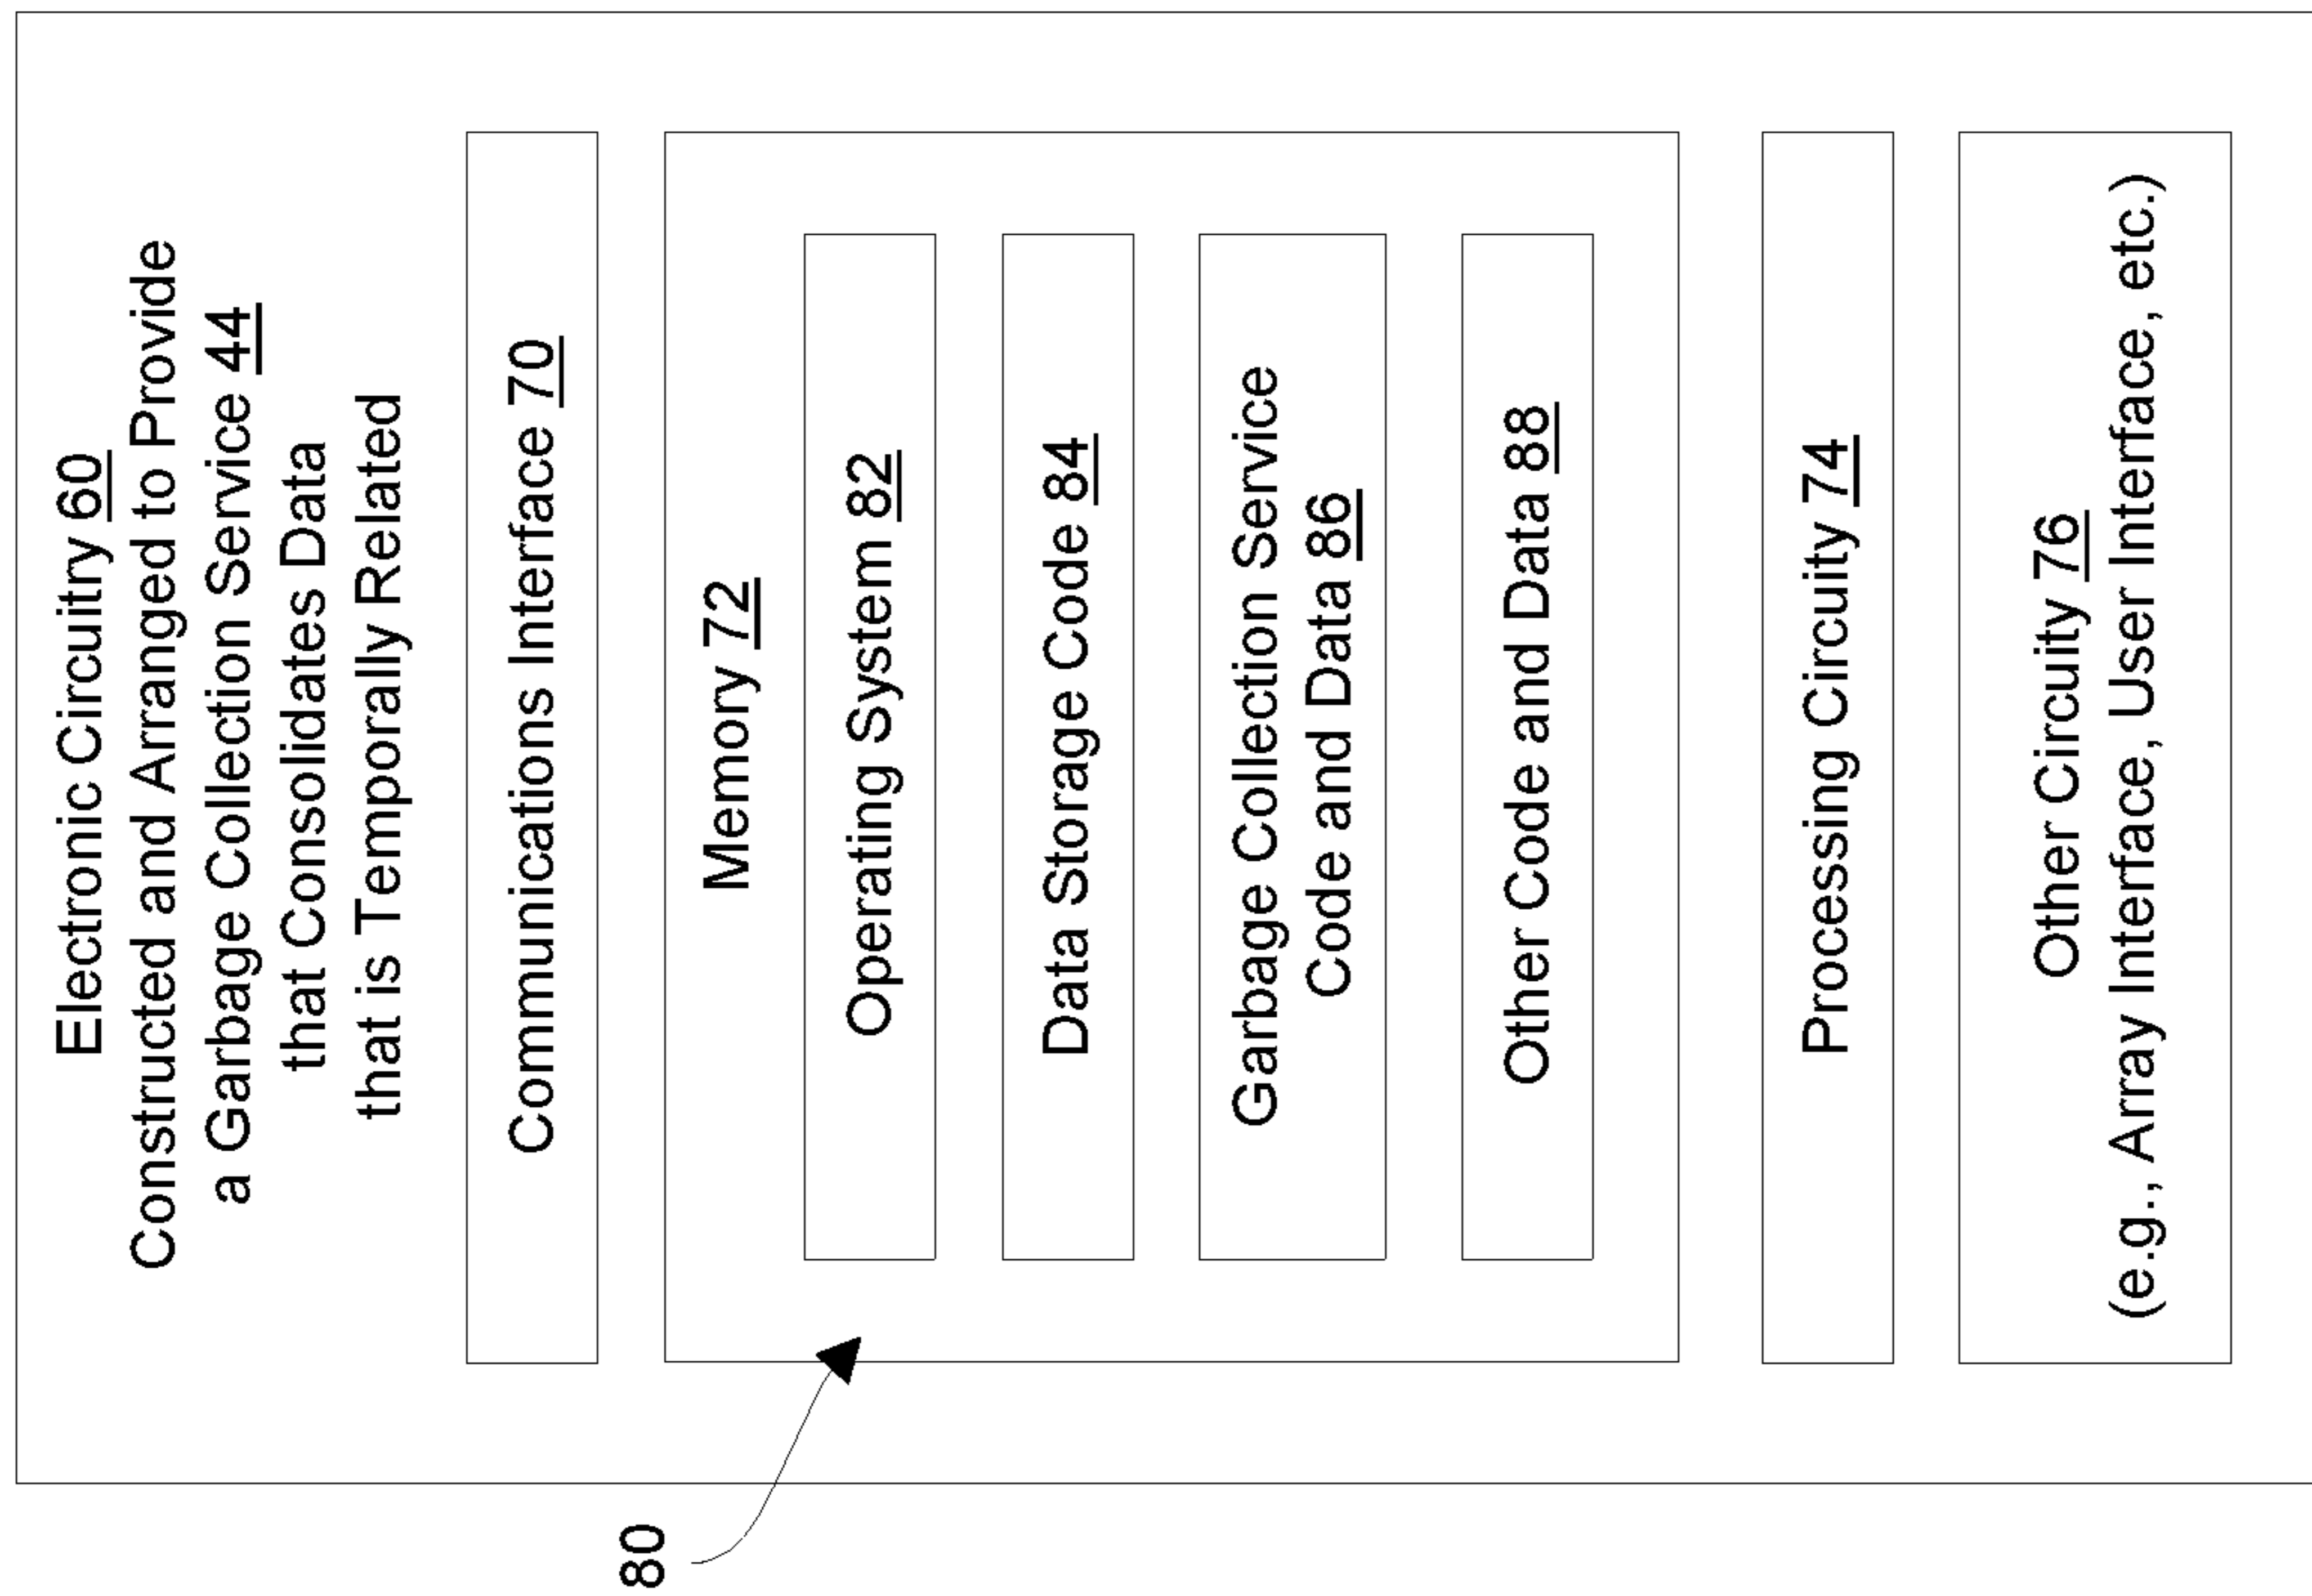 Electronic Circuitry 60
Constructed and Arranged to Provide
a Garbage Collection Service 44
that Consolidates Data
that is Temporally Related
Communications Interface 70
80
Memory 72
Operating System 82
Data Storage Code 84
Garbage Collection Service
Code and Data 86
Other Code and Data 88
Processing Circuity 74
Other Circuity 76
(e.g., Array Interface, User Interface, etc.)